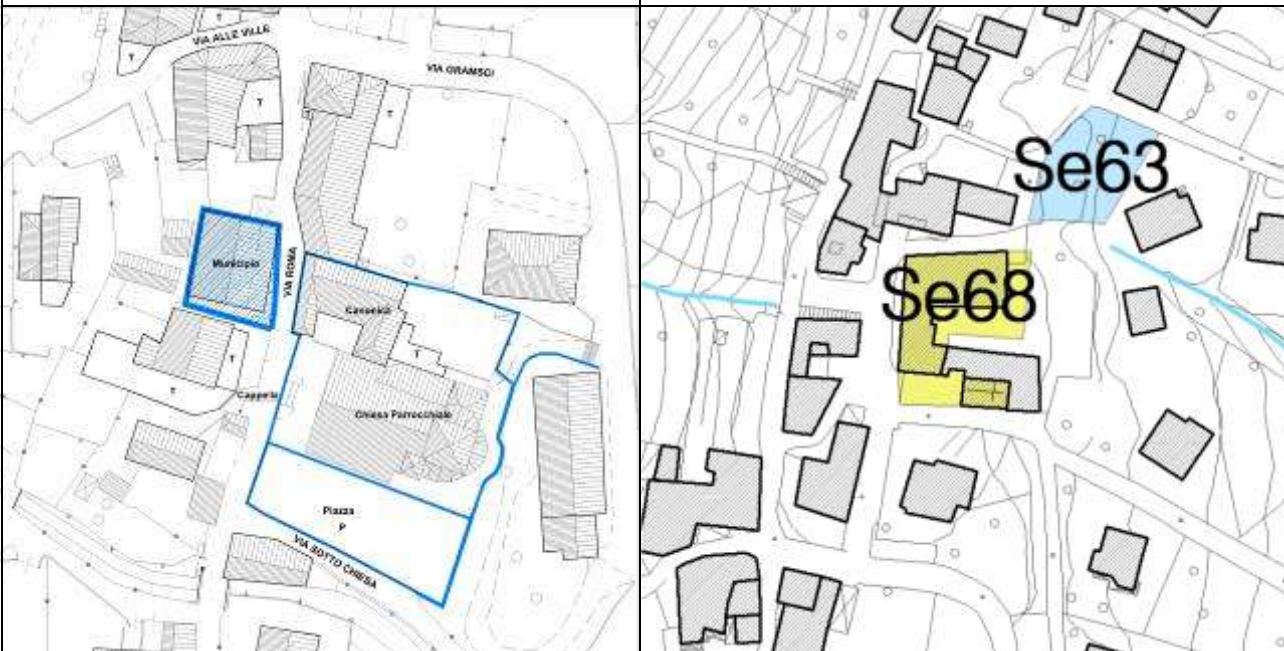 VIA ALLE VILLE
VIA GRAMSCI
T
T
T
Municipio
VIA ROMA
Canonica
T
T
T
Cappella
Chiesa Parrocchiale
Piazza
P
VIA SOTTO CHIESA
Se63
Se68